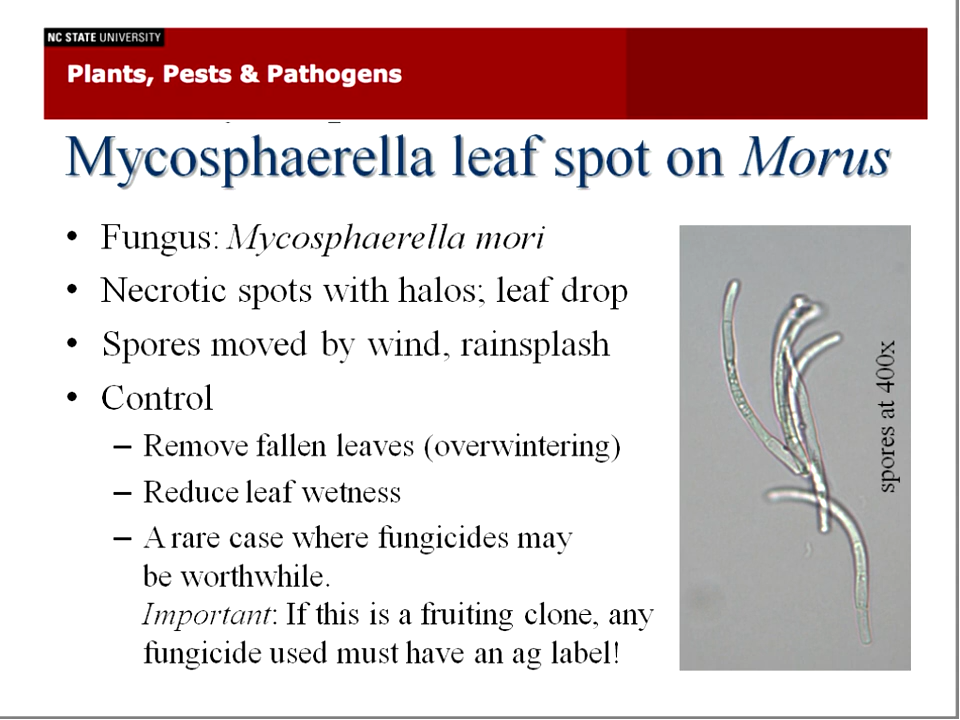 NC STATE UNIVERSITY
Plants, Pests & Pathogens
Mycosphaerella leaf spot on Morus
• Fungus: Mycosphaerella mori
• Necrotic spots with halos; leaf drop
• Spores moved by wind, rainsplash
• Control
– Remove fallen leaves (overwintering)
– Reduce leaf wetness
– A rare case where fungicides may
be worthwhile.
Important: If this is a fruiting clone, any
fungicide used must have an ag label!
spores at 400x